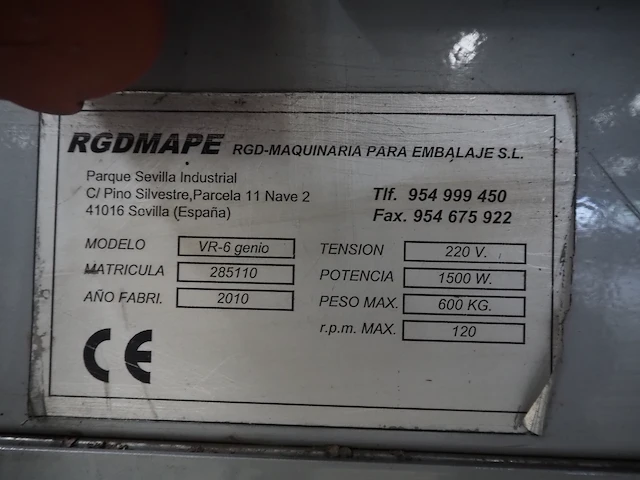 RGDMAPE RGD-MAQUINARIA PARA EMBALAJE S.L.
Parque Sevilla Industrial
C/ Pino Silvestre,Parcela 11 Nave 2
41016 Sovilla (España)
Tlf. 954 999 450
Fax. 954 675 922
MODELO VR-6 genio
MATRICULA 285110
AÑO FABRI. 2010
TENSION 220 V.
POTENCIA 1500 W.
PESO MAX. 600 KG.
r.p.m. MAX. 120
CE